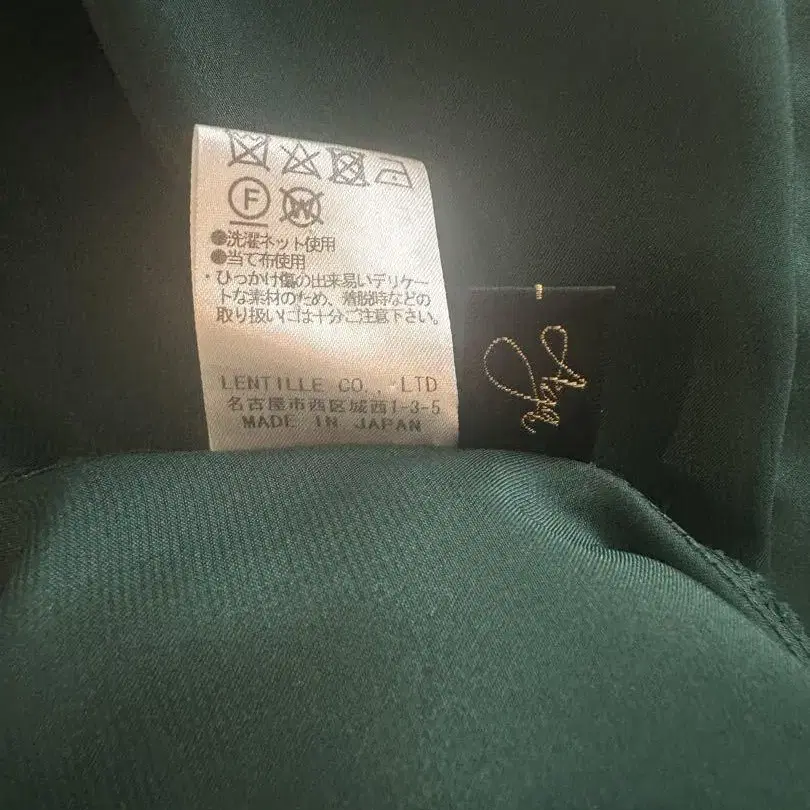 F
W
●洗濯ネット使用
●当て布使用
・ひっかけ傷の出来易いデリケー
トな素材のため、着脱時などの
取り扱いには十分ご注意下さい。
LENTILLE CO., LTD
名古屋市西区城西1-3-5
MADE IN JAPAN